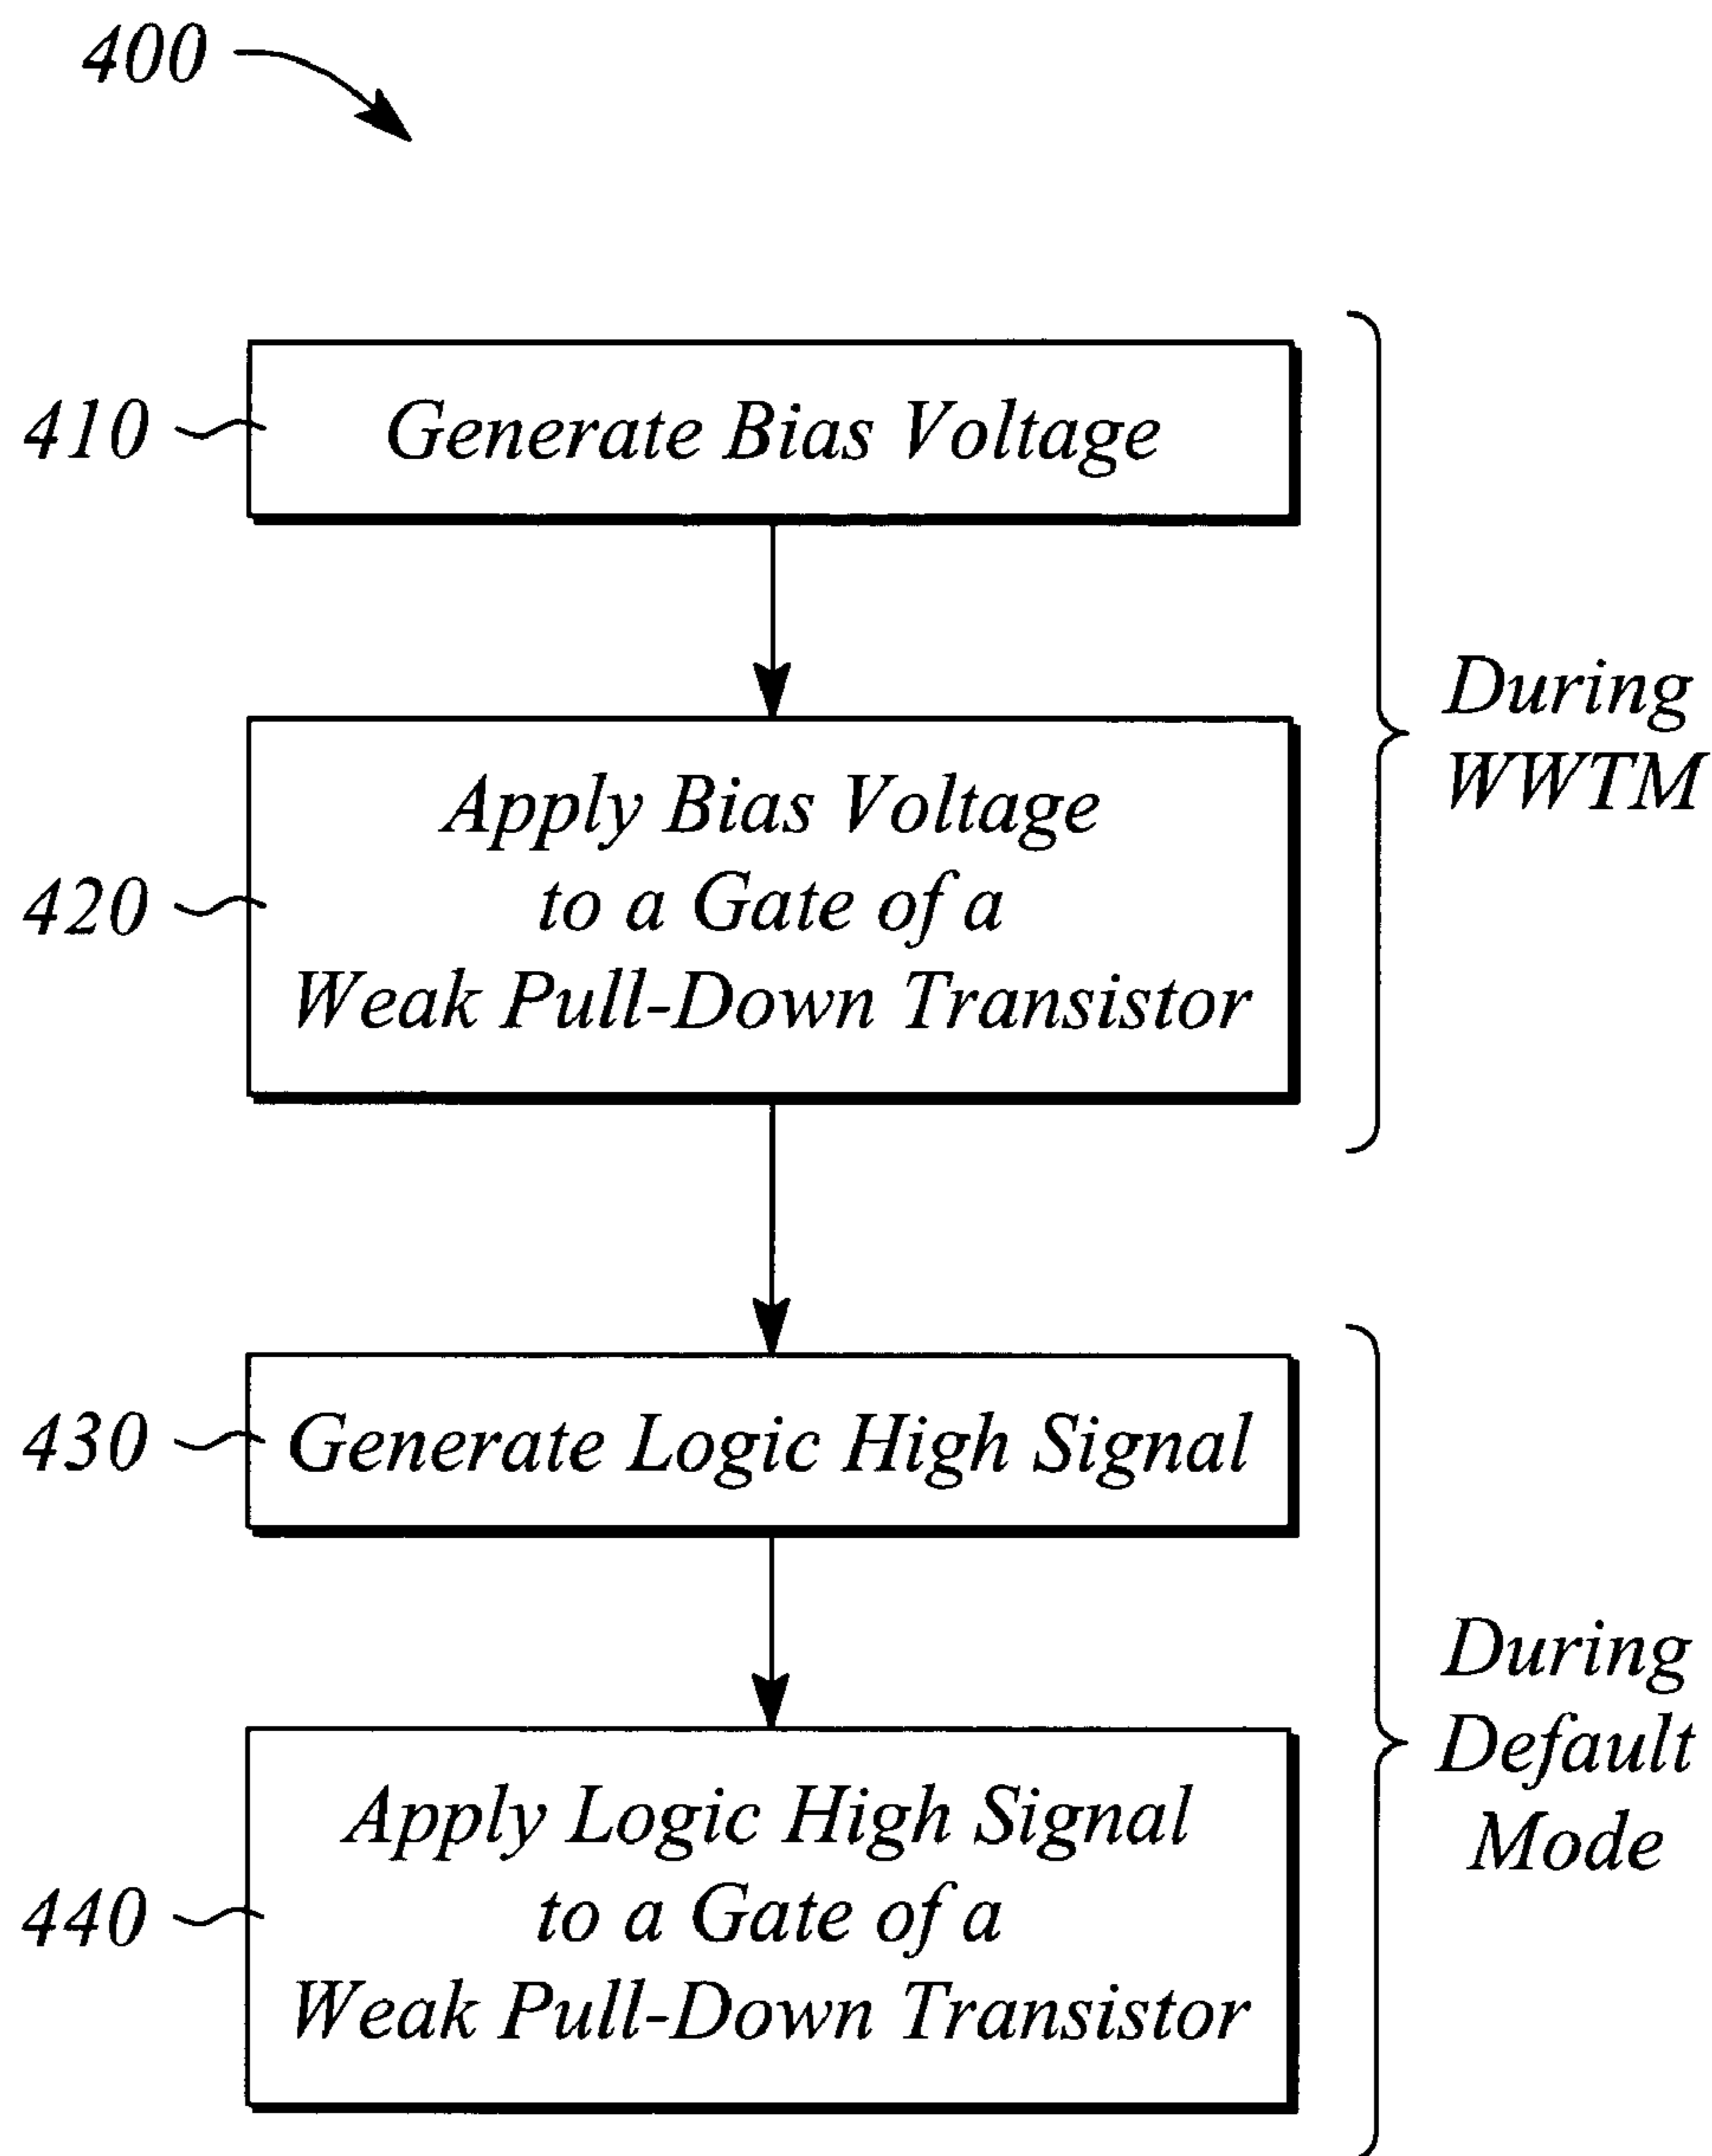 400
410
Generate Bias Voltage
420
Apply Bias Voltage
to a Gate of a
Weak Pull-Down Transistor
During
WWTM
430
Generate Logic High Signal
440
Apply Logic High Signal
to a Gate of a
Weak Pull-Down Transistor
During
Default
Mode